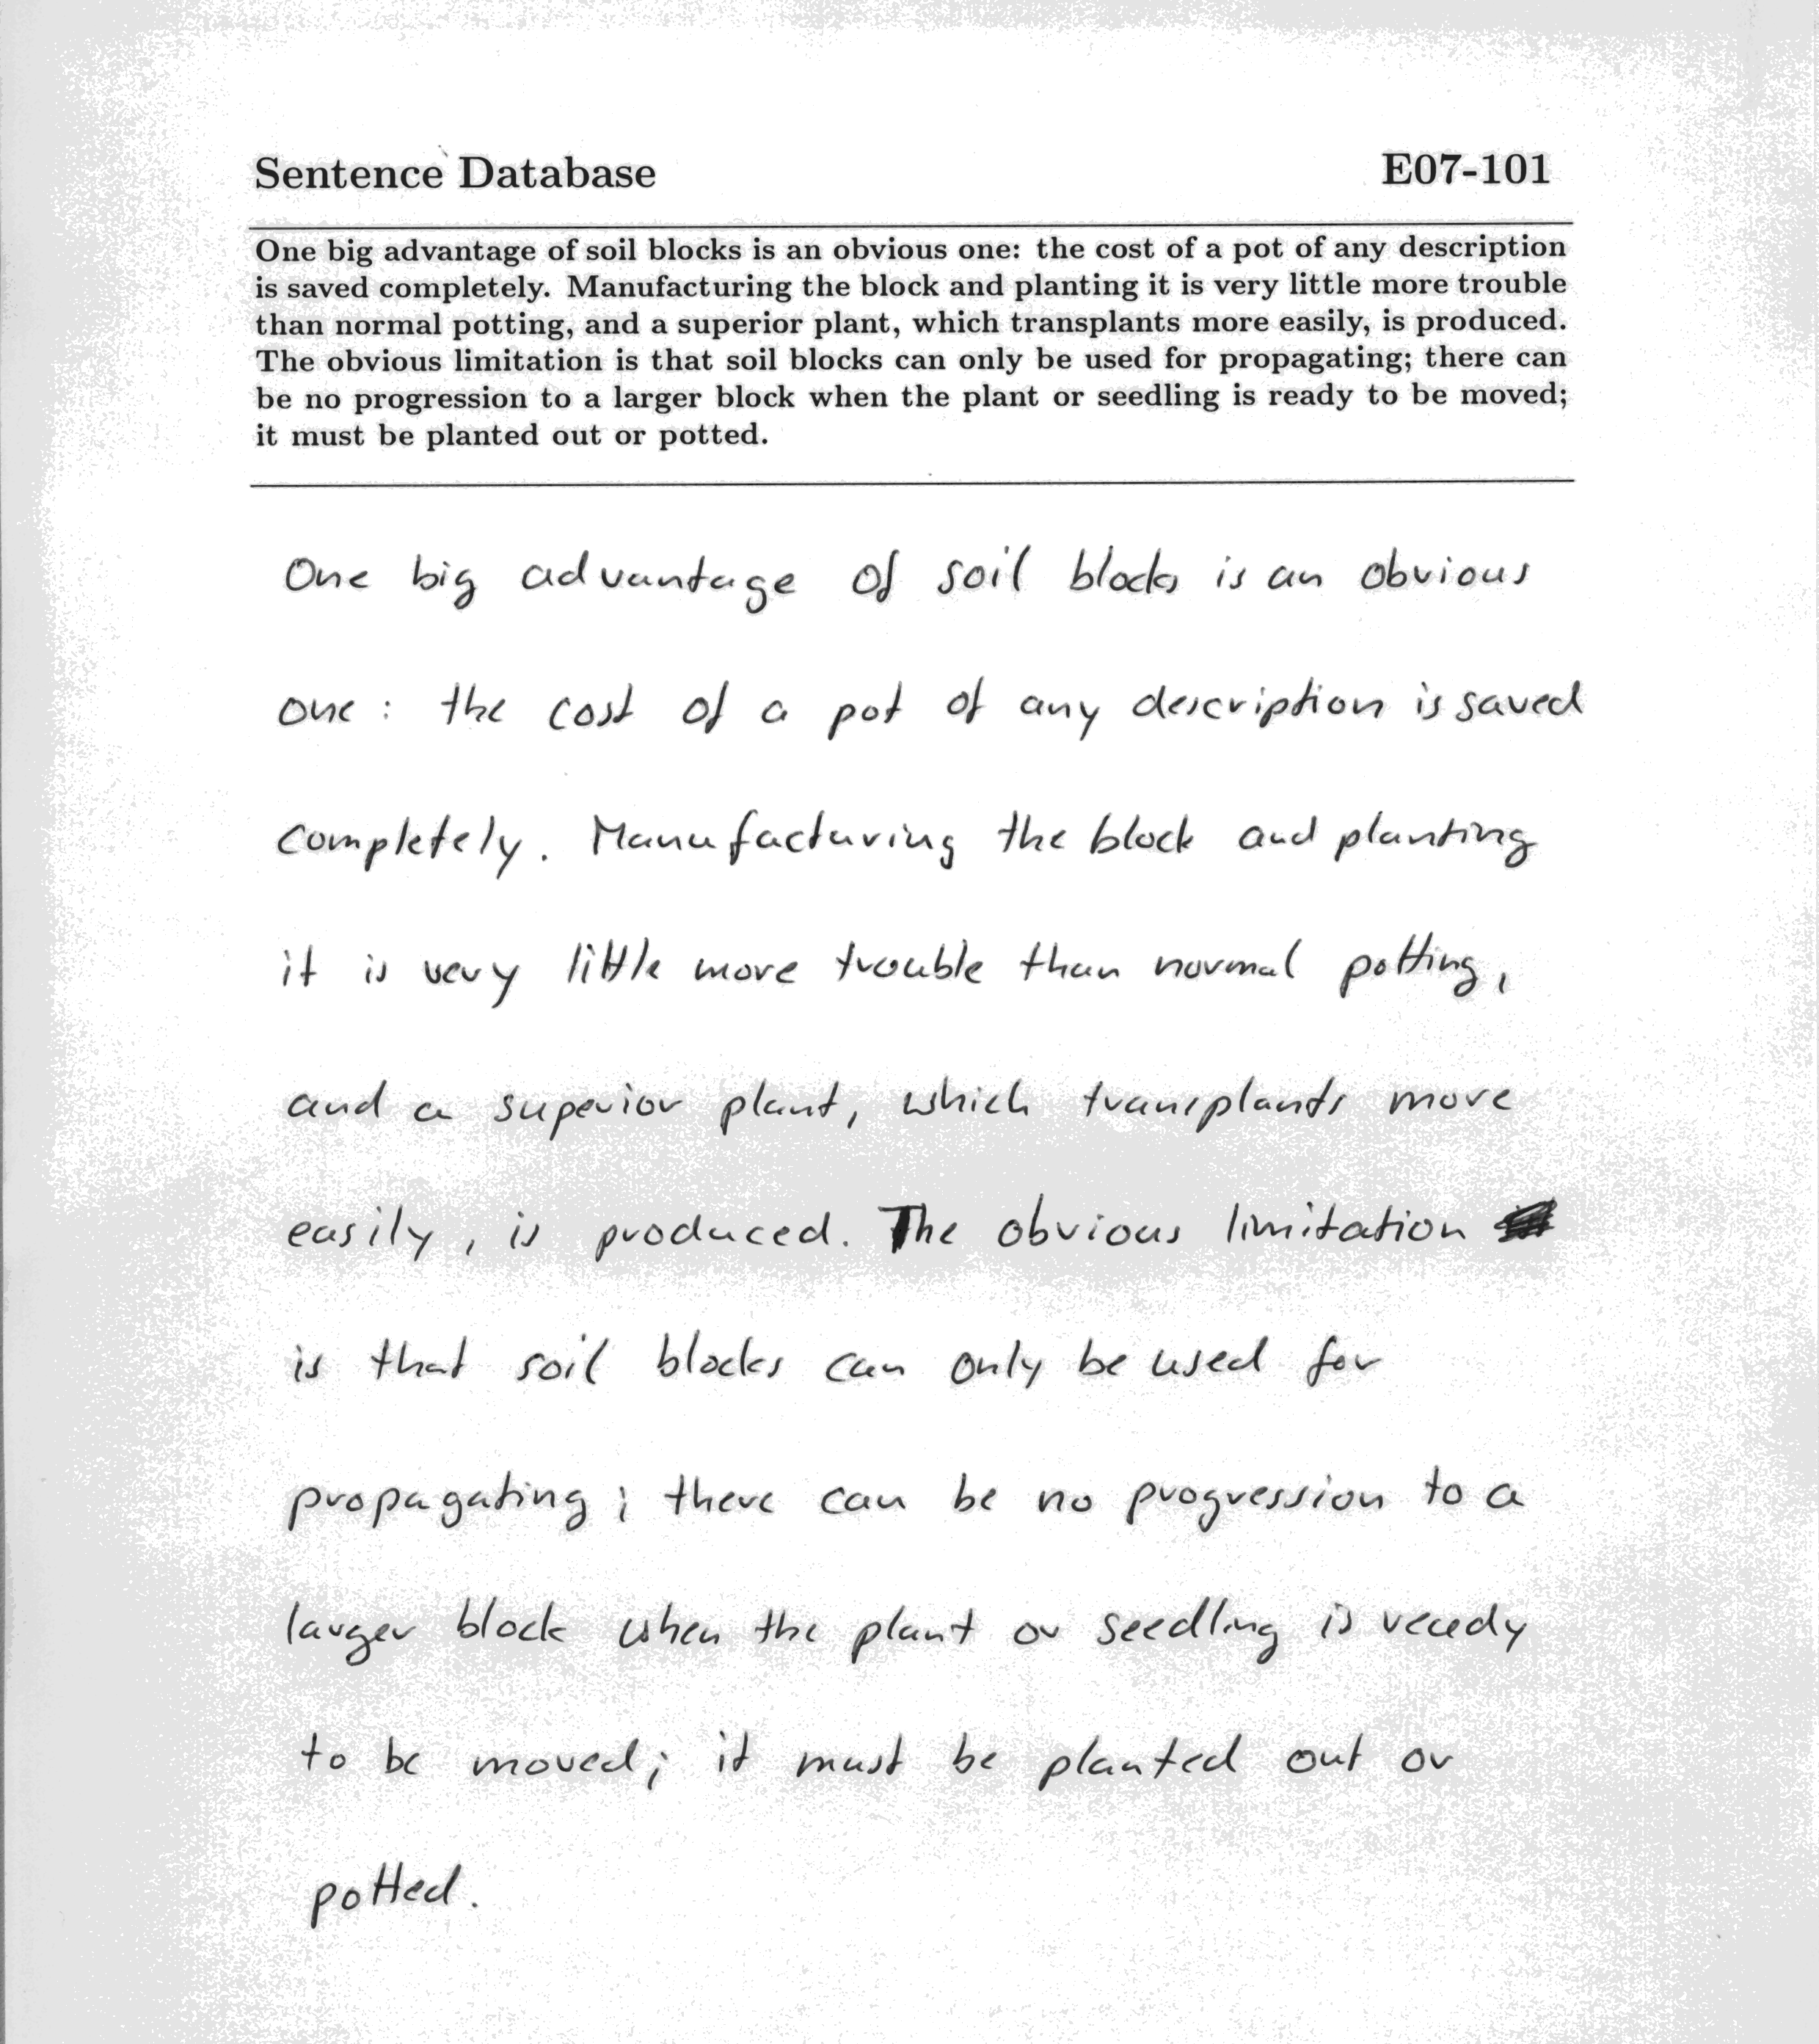 Sentence Database E07-101
One big advantage of soil blocks is an obvious one: the cost of a pot of any description
is saved completely. Manufacturing the block and planting it is very little more trouble
than normal potting, and a superior plant, which transplants more easily, is produced.
The obvious limitation is that soil blocks can only be used for propagating; there can
be no progression to a larger block when the plant or seedling is ready to be moved;
it must be planted out or potted.
One big advantage of soil blocks is an obvious
one: the cost of a pot of any description is saved
completely. Manufacturing the block and planting
it is very little more trouble than normal potting,
and a superior plant, which transplants more
easily, is produced. The obvious limitation
is that soil blocks can only be used for
propagating; there can be no progression to a
larger block when the plant or seedling is ready
to be moved; it must be planted out or
potted.